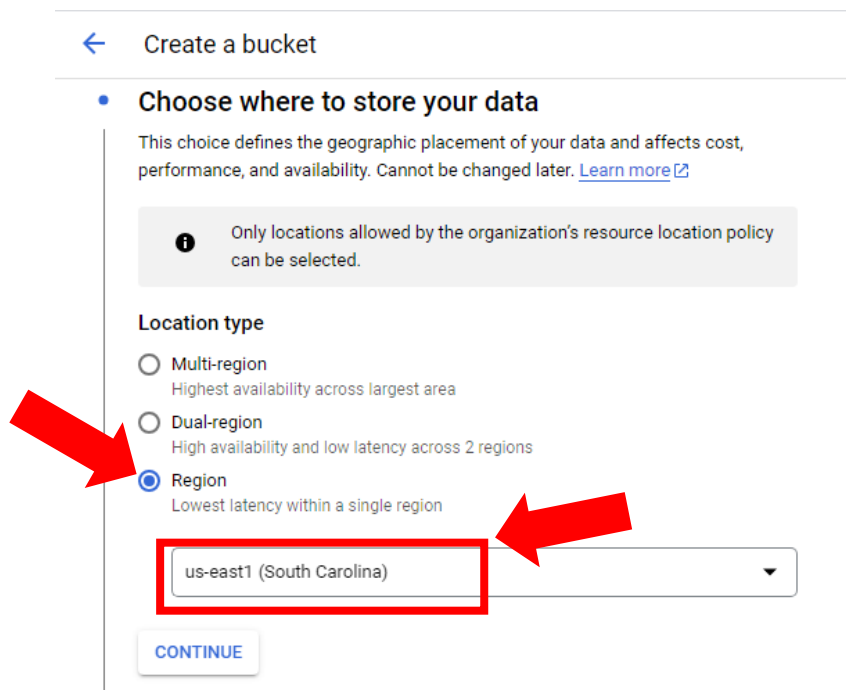 Create a bucket
Choose where to store your data
This choice defines the geographic placement of your data and affects cost,
performance, and availability. Cannot be changed later. Learn more
Only locations allowed by the organization's resource location policy
can be selected.
Location type
Multi-region
Highest availability across largest area
Dual-region
High availability and low latency across 2 regions
Region
Lowest latency within a single region
us-east1 (South Carolina)
CONTINUE